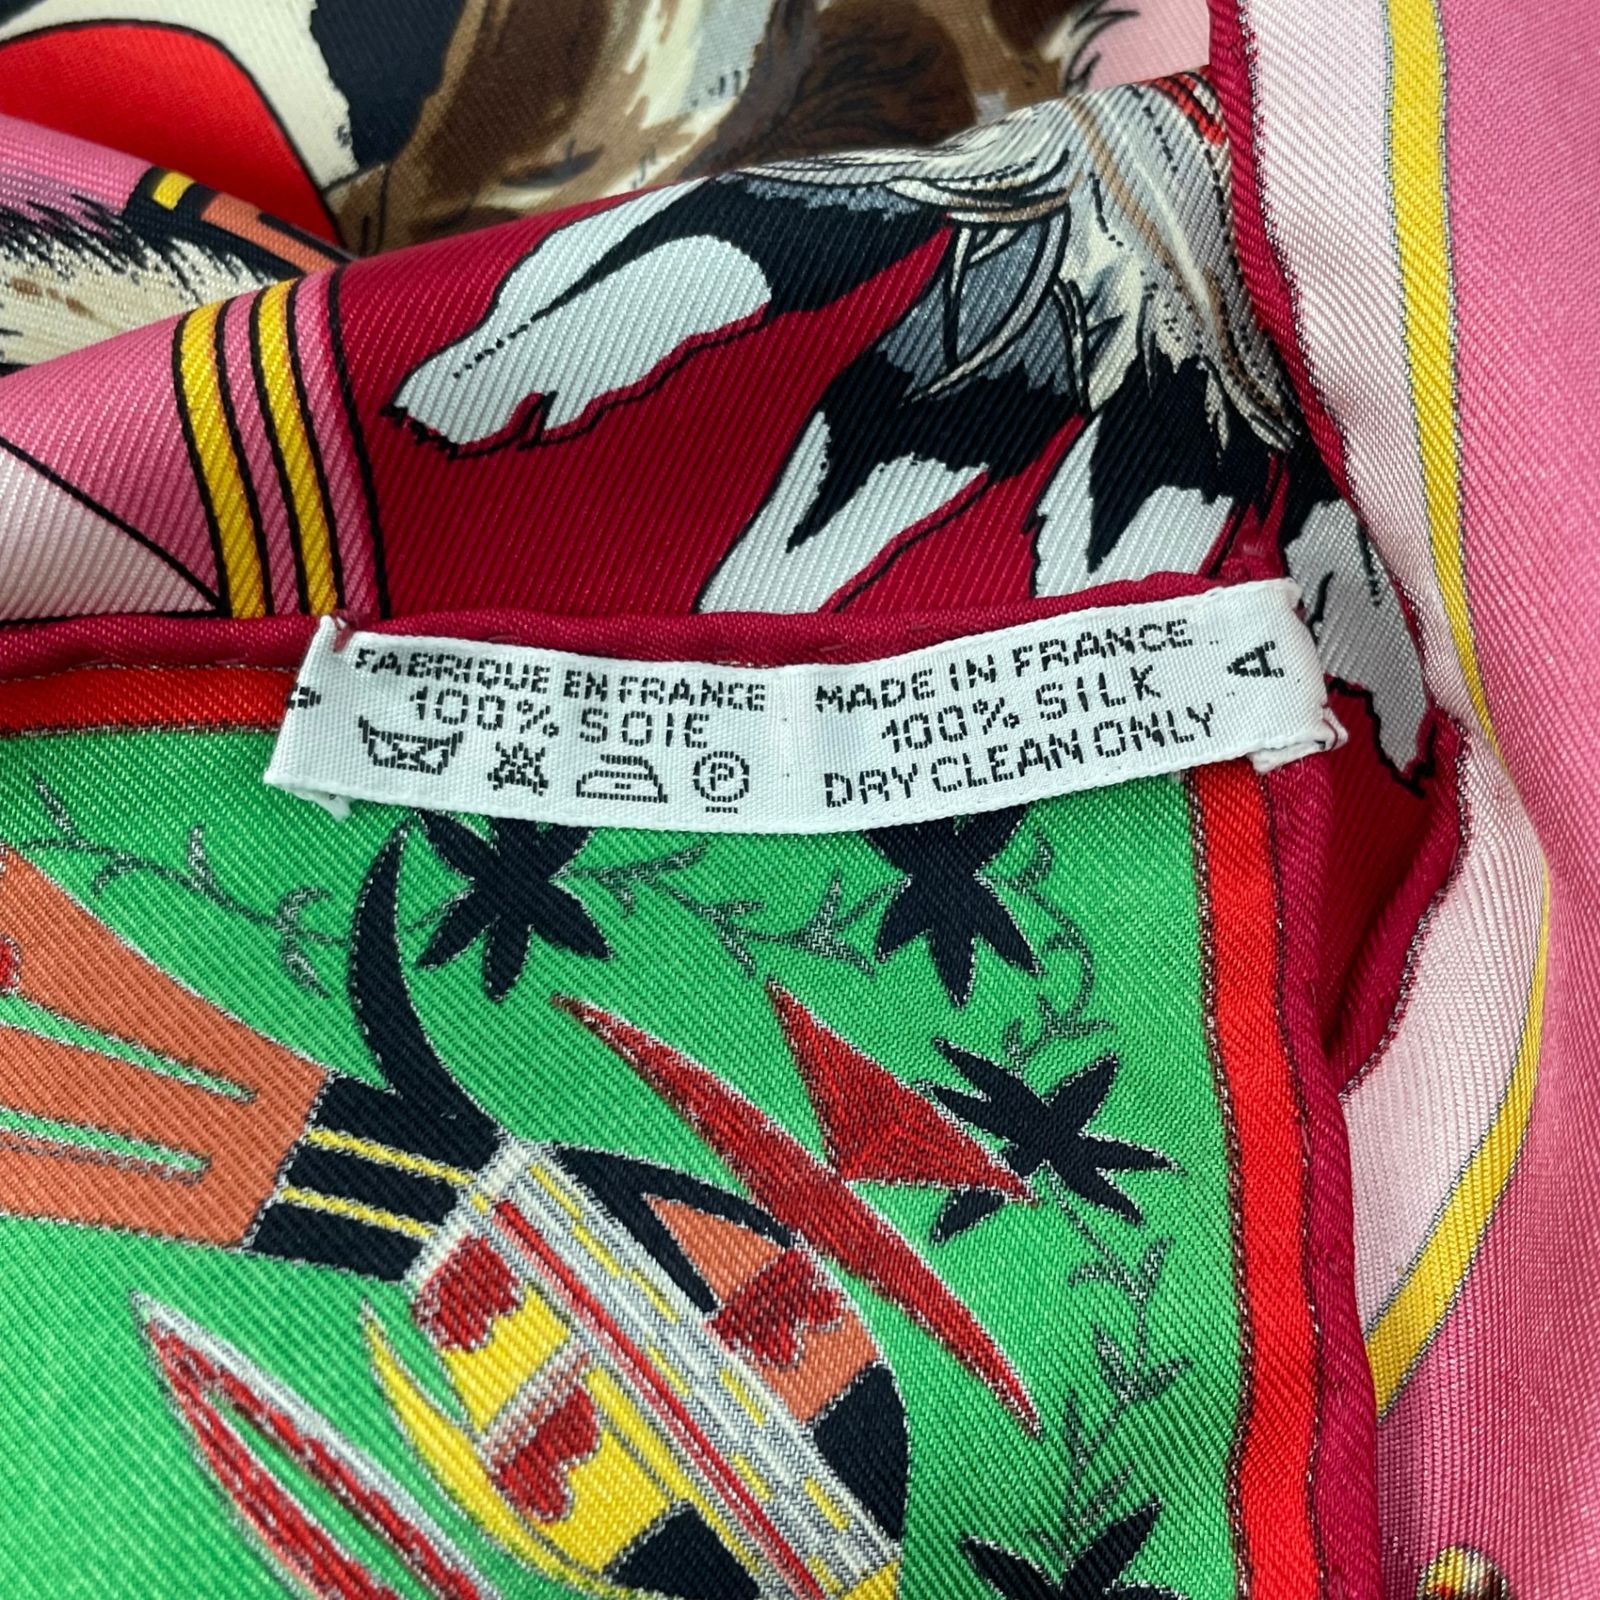 FABRIQUE EN FRANCE
100% SOIE
P
MADE IN FRANCE
100% SILK
DRY CLEAN ONLY
A